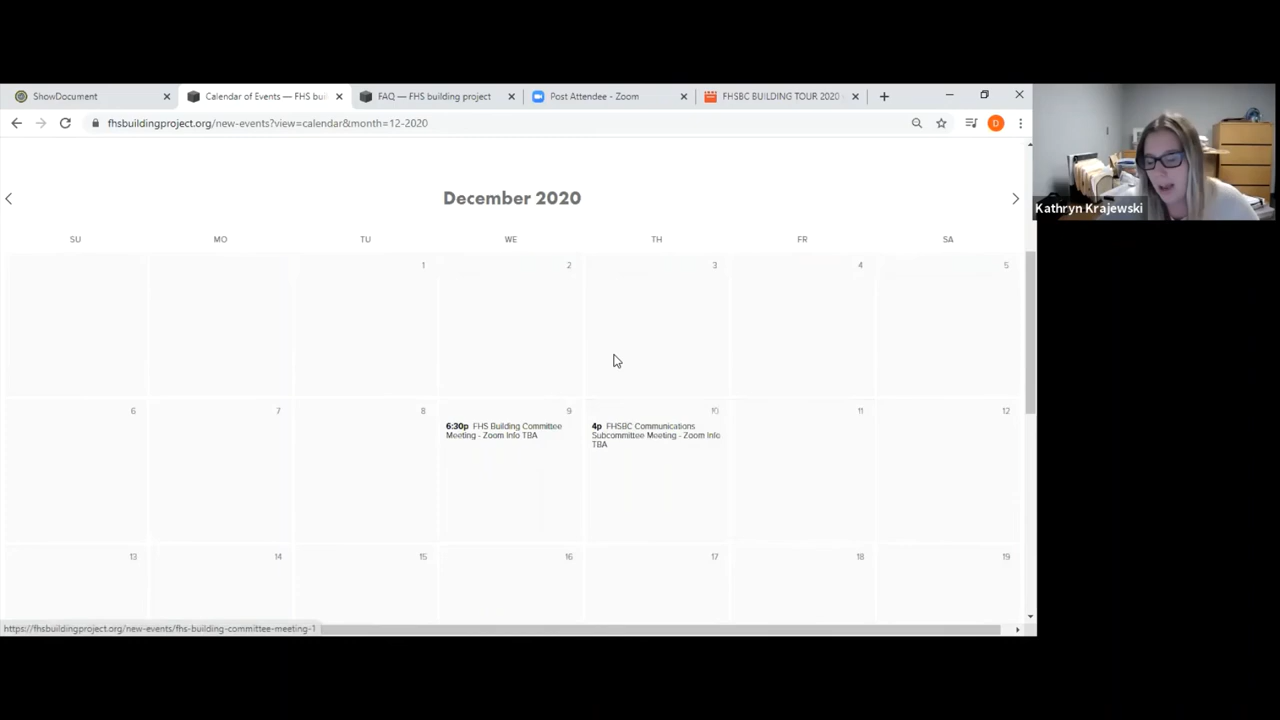 ShowDocument
Calendar of Events — FHS bui
FAQ — FHS building project
Post Attendee - Zoom
FHSBC BUILDING TOUR 2020
fhsbuildingproject.org/new-events?view=calendar&month=12-2020
D
Kathryn Krajewski
December 2020
SU MO TU WE TH FR SA
1 2 3 4 5
6 7 8 9 10 11 12
6:30p FHS Building Committee
Meeting - Zoom Info TBA
4p FHSBC Communications
Subcommittee Meeting - Zoom Info
TBA
13 14 15 16 17 18 19
https://fhsbuildingproject.org/new-events/fhs-building-committee-meeting-1